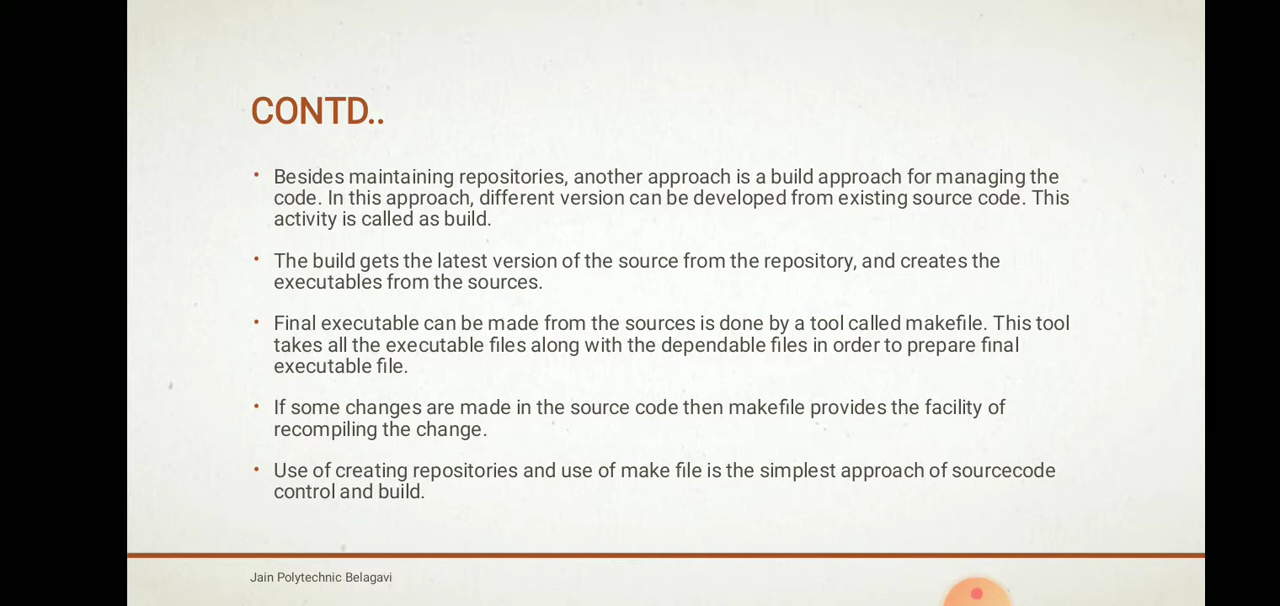 CONTD..
• Besides maintaining repositories, another approach is a build approach for managing the
code. In this approach, different version can be developed from existing source code. This
activity is called as build.
• The build gets the latest version of the source from the repository, and creates the
executables from the sources.
• Final executable can be made from the sources is done by a tool called makefile. This tool
takes all the executable files along with the dependable files in order to prepare final
executable file.
• If some changes are made in the source code then makefile provides the facility of
recompiling the change.
• Use of creating repositories and use of make file is the simplest approach of sourcecode
control and build.
Jain Polytechnic Belagavi